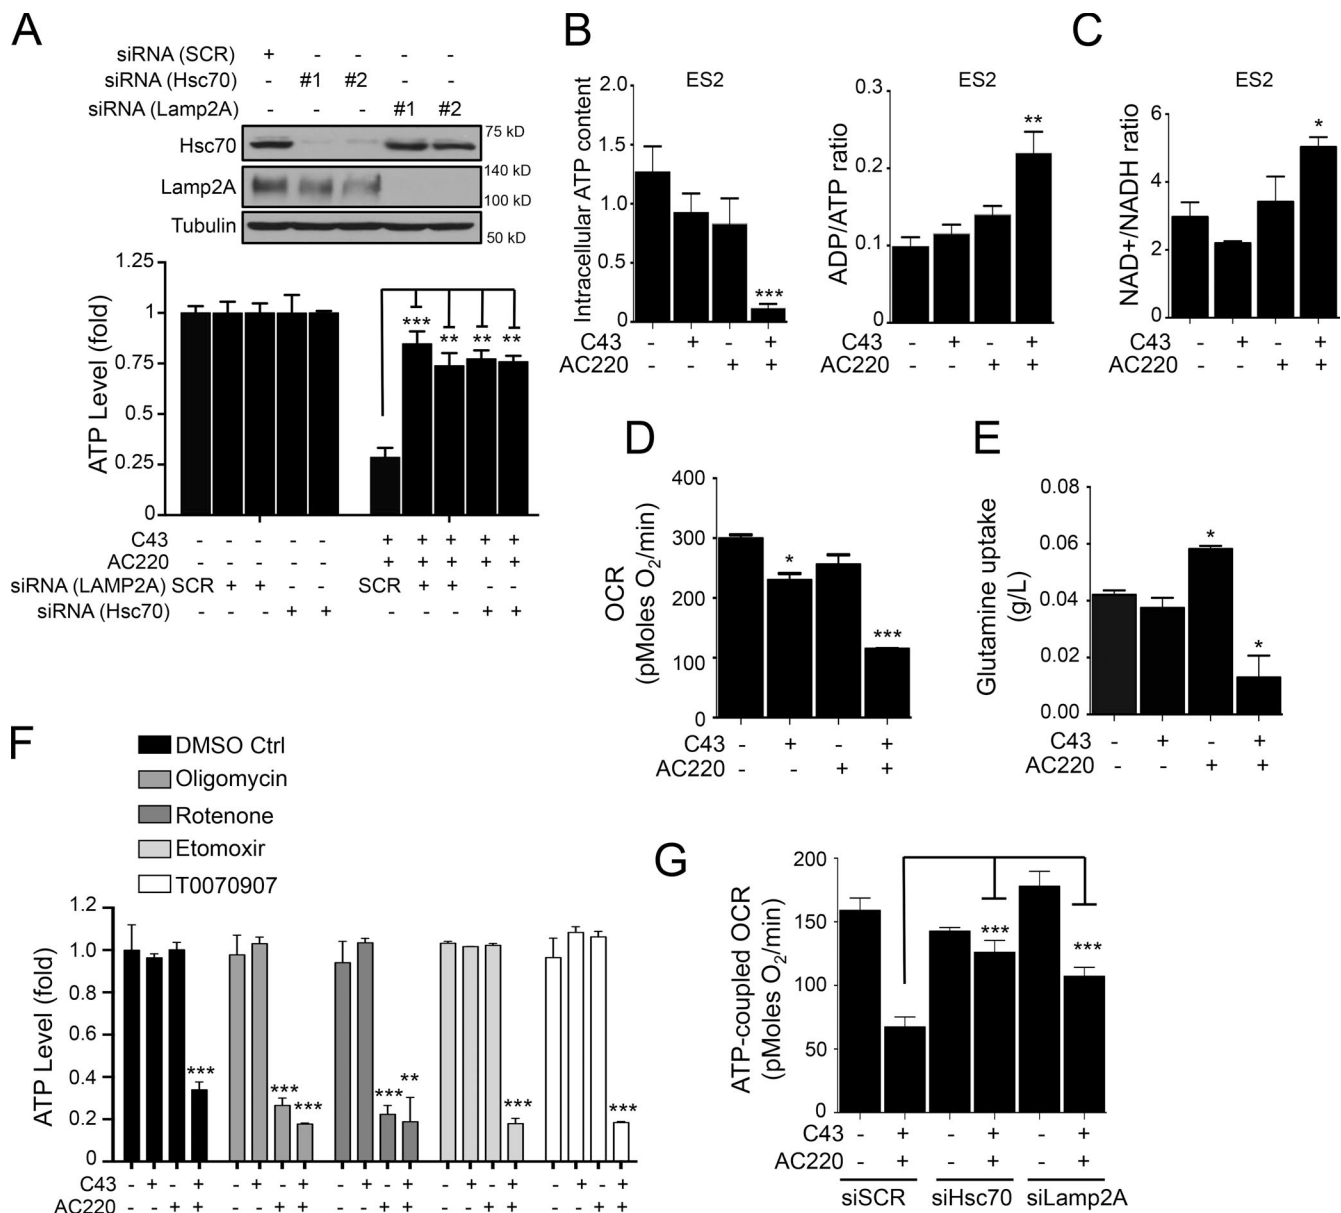 A
siRNA (SCR) + - - - -
siRNA (Hsc70) - #1 #2 - -
siRNA (Lamp2A) - - - #1 #2
Hsc70 75 kD
Lamp2A 140 kD
100 kD
Tubulin 50 kD
ATP Level (fold)
1.25
1
0.75
0.5
0.25
0
*** ** ** **
C43 - - - - - + + + + +
AC220 - - - - - + + + + +
siRNA (LAMP2A) SCR + + - - SCR + + - -
siRNA (Hsc70) - - - + + - - - + +
B
ES2
Intracellular ATP content
2.0
1.5
1.0
0.5
0
***
C43 - + - +
AC220 - - + +
ES2
ADP/ATP ratio
0.3
0.2
0.1
0
**
C43 - + - +
AC220 - - + +
C
ES2
NAD+/NADH ratio
6
4
2
0
*
C43 - + - +
AC220 - - + +
D
OCR
(pMoles O2/min)
400
300
200
100
0
* ***
C43 - + - +
AC220 - - + +
E
Glutamine uptake
(g/L)
0.08
0.06
0.04
0.02
0.00
* *
C43 - + - +
AC220 - - + +
F
DMSO Ctrl
Oligomycin
Rotenone
Etomoxir
T0070907
ATP Level (fold)
1.2
1.0
0.8
0.6
0.4
0.2
0
*** *** *** *** ** *** ***
C43 - + - + - + - + - + - + - + - + - + - +
AC220 - - + + - - + + - - + + - - + + - - + +
G
ATP-coupled OCR
(pMoles O2/min)
200
150
100
50
0
*** ***
C43 - + - + - +
AC220 - + - + - +
siSCR siHsc70 siLamp2A